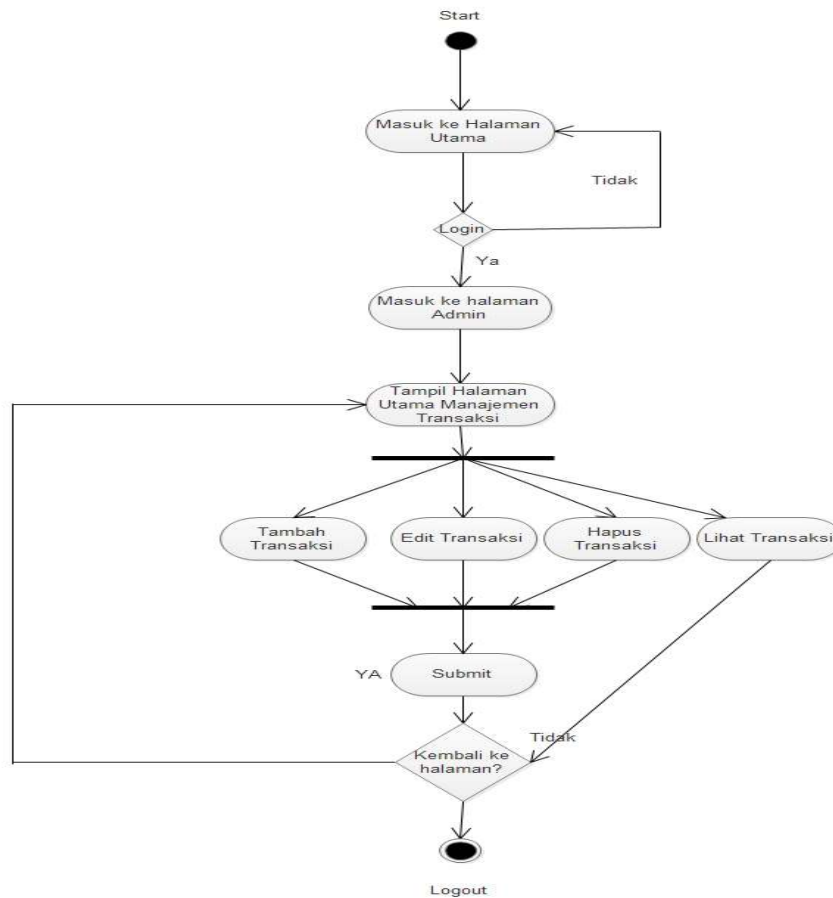 Start
Masuk ke Halaman
Utama
Tidak
Login
Ya
Masuk ke halaman
Admin
Tampil Halaman
Utama Manajemen
Transaksi
Tambah
Transaksi
Edit Transaksi
Hapus
Transaksi
Lihat Transaksi
YA
Submit
Tidak
Kembali ke
halaman?
Logout